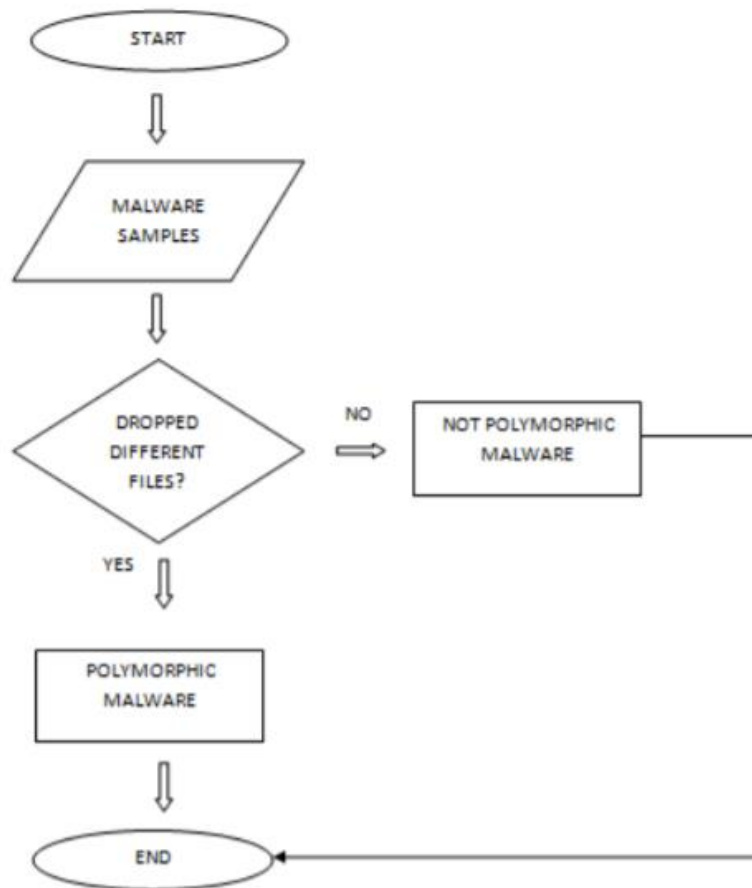 START
MALWARE
SAMPLES
DROPPED
DIFFERENT
FILES?
NO
NOT POLYMORPHIC
MALWARE
YES
POLYMORPHIC
MALWARE
END